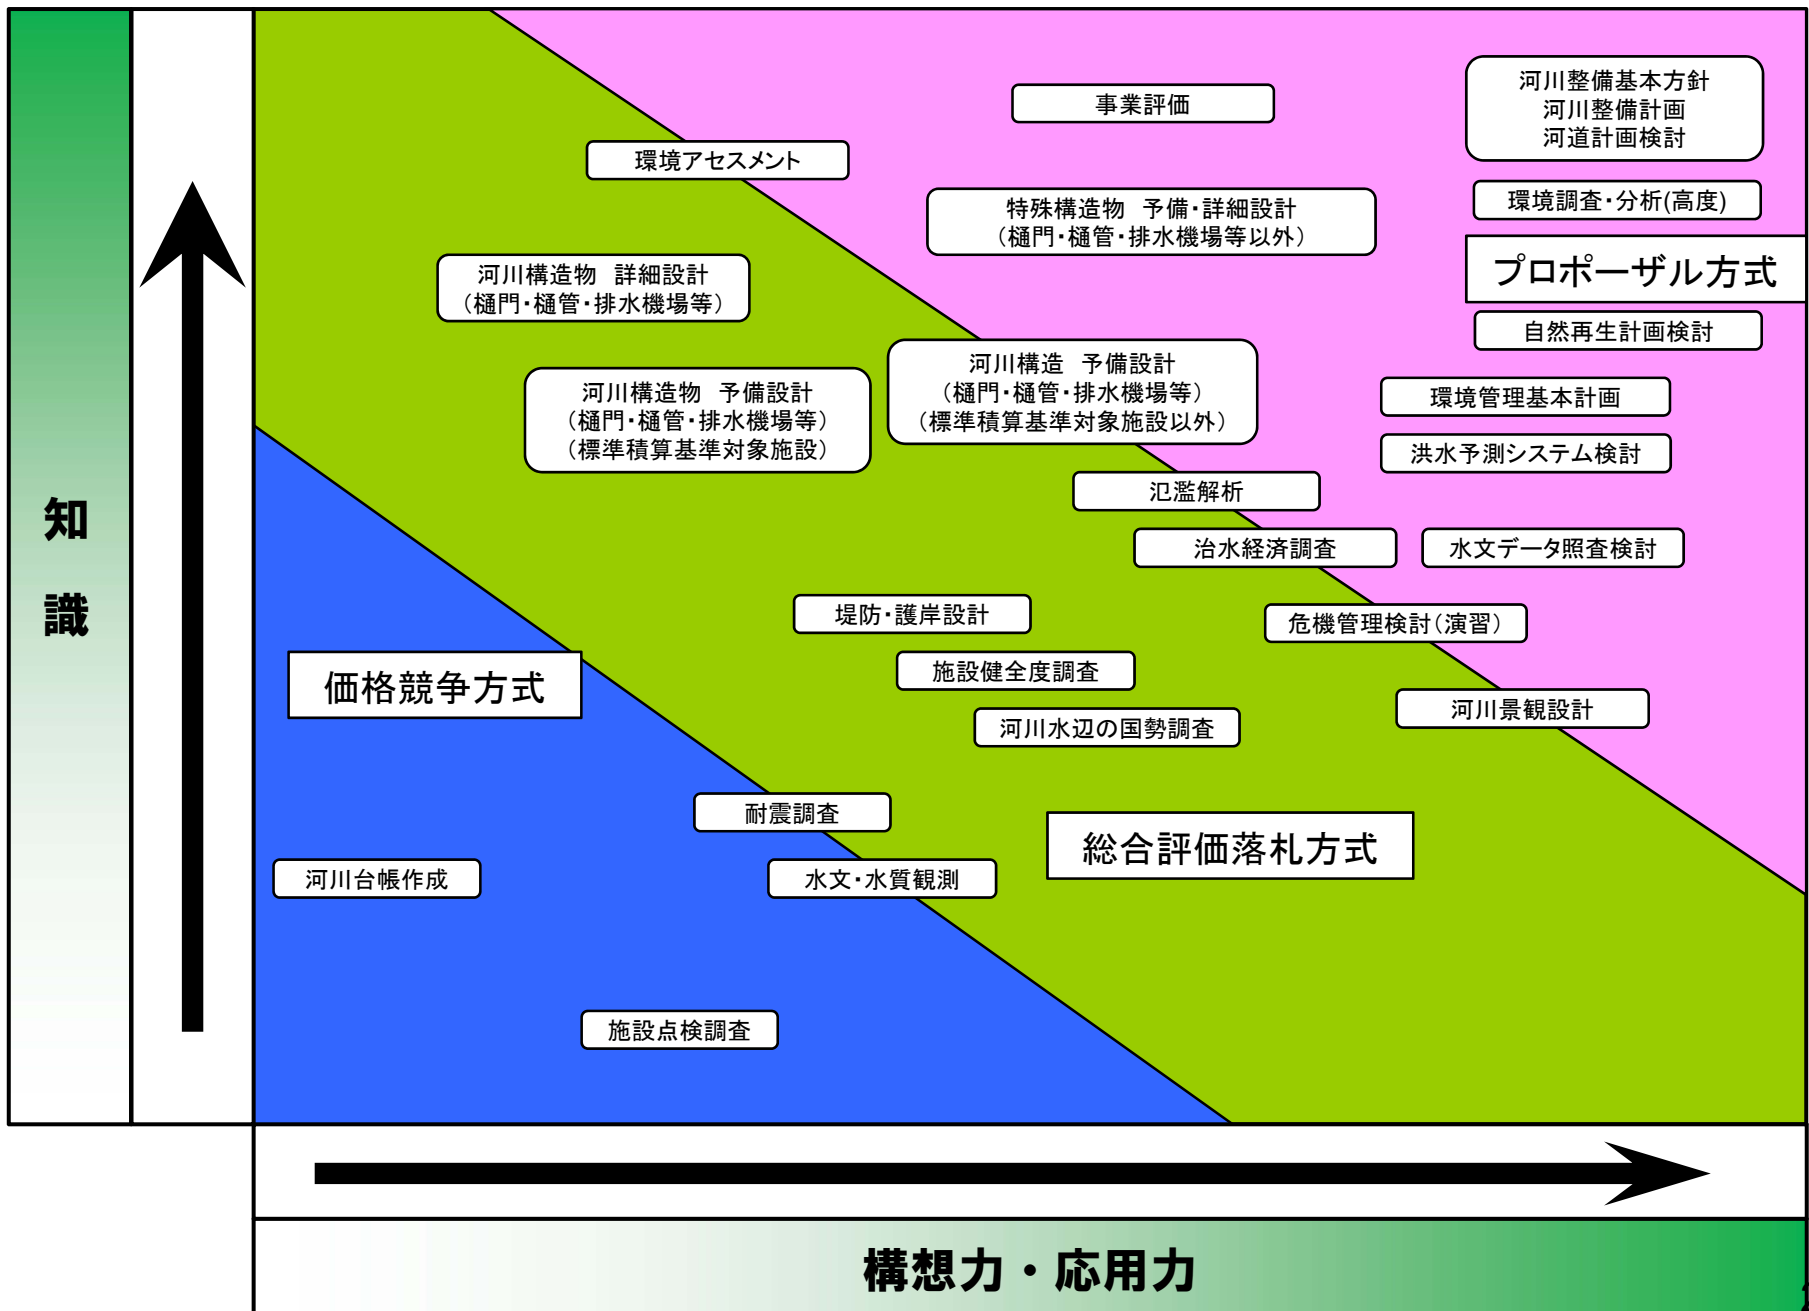 事業評価
河川整備基本方針
河川整備計画
河道計画検討
環境アセスメント
環境調査・分析(高度)
特殊構造物　予備・詳細設計
（樋門・樋管・排水機場等以外）
プロポーザル方式
河川構造物　詳細設計
（樋門・樋管・排水機場等）
自然再生計画検討
河川構造　予備設計
（樋門・樋管・排水機場等）
（標準積算基準対象施設以外）
河川構造物　予備設計
（樋門・樋管・排水機場等）
（標準積算基準対象施設）
環境管理基本計画
洪水予測システム検討
氾濫解析
知
識
治水経済調査
水文データ照査検討
堤防・護岸設計
危機管理検討（演習）
施設健全度調査
価格競争方式
河川景観設計
河川水辺の国勢調査
耐震調査
総合評価落札方式
河川台帳作成
水文・水質観測
施設点検調査
構想力・応用力